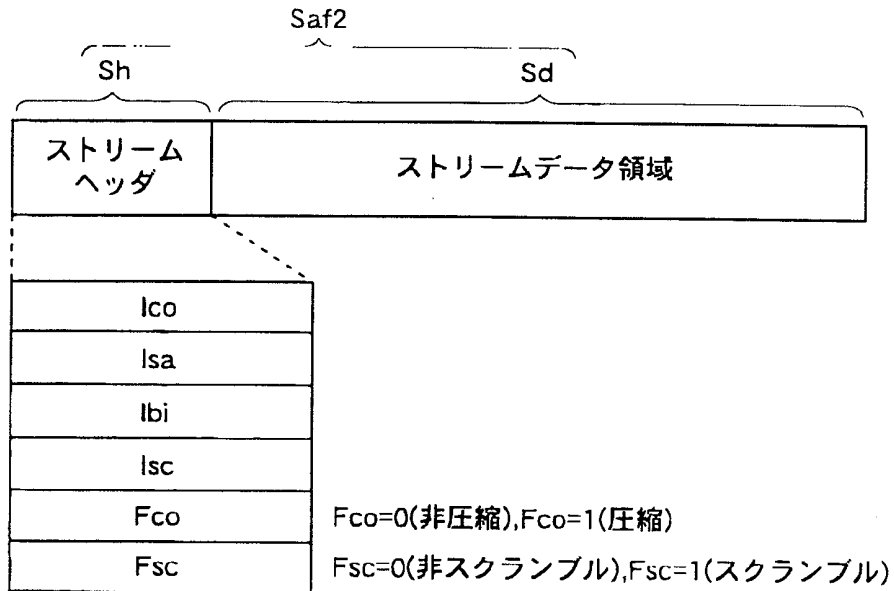 Saf2
Sh
Sd
ストリーム
ヘッダ
ストリームデータ領域
Ico
Isa
Ibi
Isc
Fco
Fco=0(非圧縮),Fco=1(圧縮)
Fsc
Fsc=0(非スクランブル),Fsc=1(スクランブル)